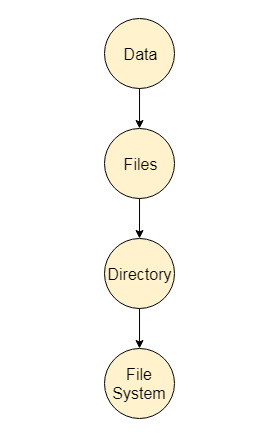 Data
Files
Directory
File
System